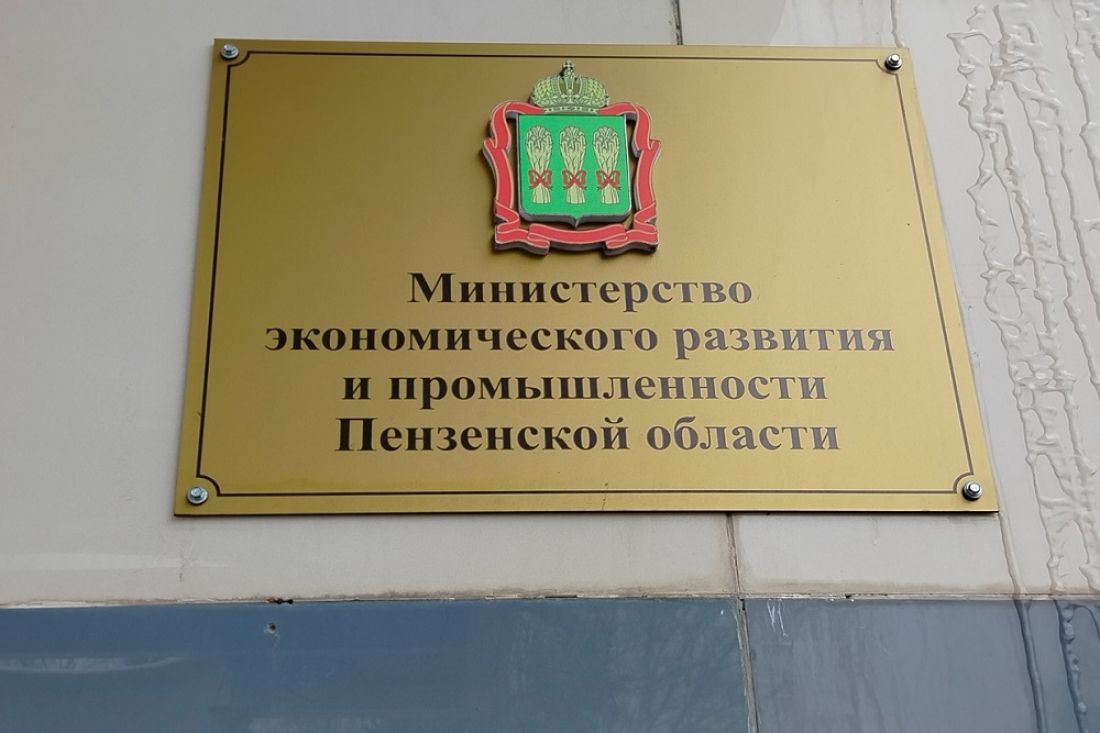 Министерство
экономического развития
и промышленности
Пензенской области